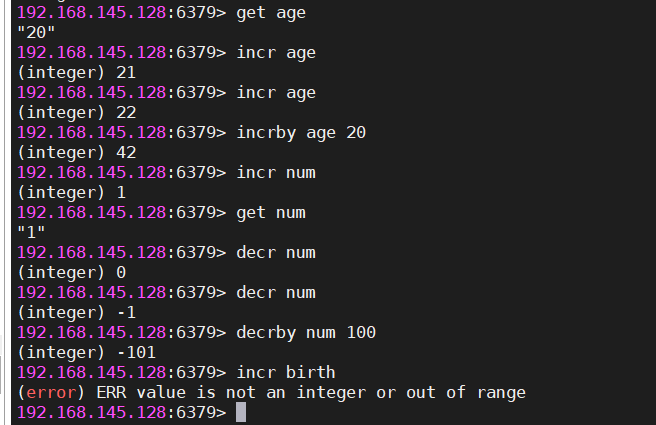 192.168.145.128:6379> get age
"20"
192.168.145.128:6379> incr age
(integer) 21
192.168.145.128:6379> incr age
(integer) 22
192.168.145.128:6379> incrby age 20
(integer) 42
192.168.145.128:6379> incr num
(integer) 1
192.168.145.128:6379> get num
"1"
192.168.145.128:6379> decr num
(integer) 0
192.168.145.128:6379> decr num
(integer) -1
192.168.145.128:6379> decrby num 100
(integer) -101
192.168.145.128:6379> incr birth
(error) ERR value is not an integer or out of range
192.168.145.128:6379>